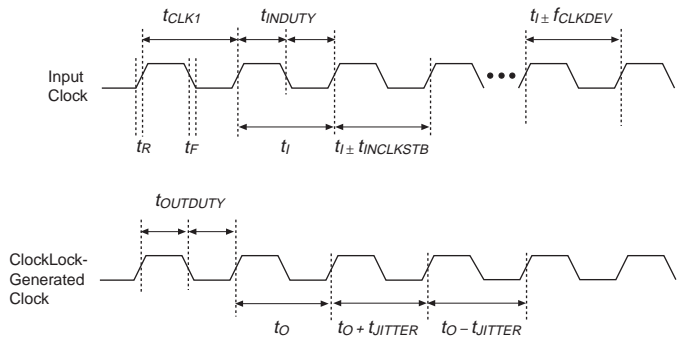 tCLK1 tINDUTY tI ± fCLKDEV
Input
Clock
tR tF tI tI ± tINCLKSTB
tOUTDUTY
ClockLock-
Generated
Clock
tO tO + tJITTER tO – tJITTER